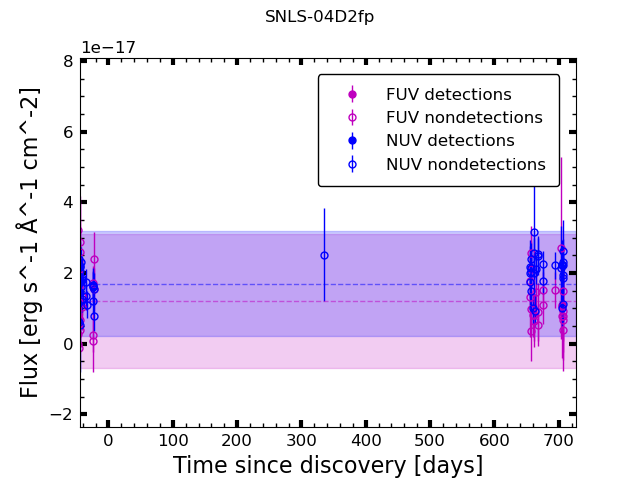 SNLS-04D2fp
1e−17
FUV detections
FUV nondetections
NUV detections
NUV nondetections
8
6
4
2
0
−2
Flux [erg s^-1 Å^-1 cm^-2]
0 100 200 300 400 500 600 700
Time since discovery [days]